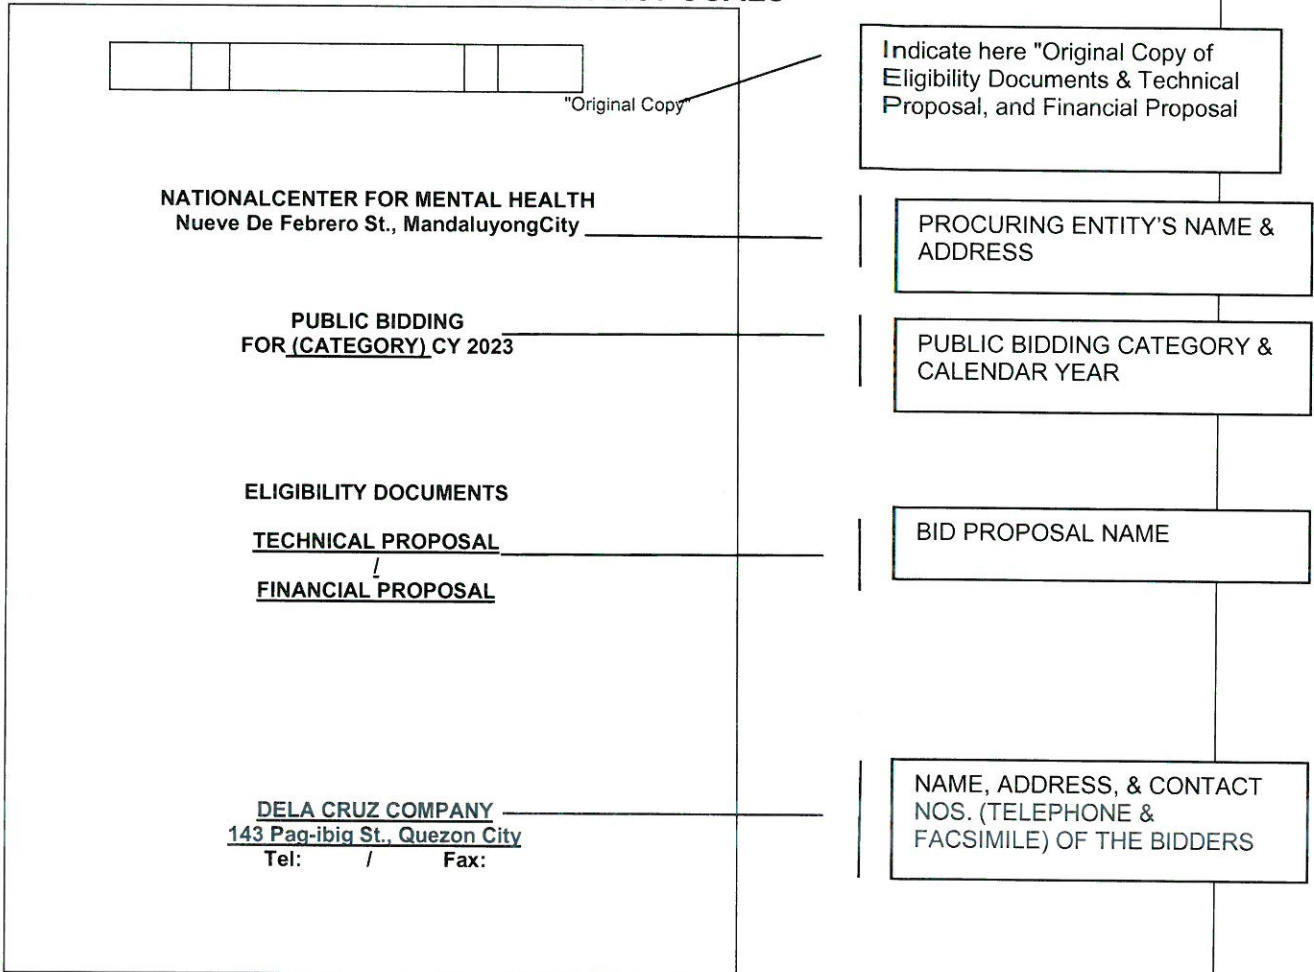 "Original Copy"
Indicate here "Original Copy of
Eligibility Documents & Technical
Proposal, and Financial Proposal
NATIONALCENTER FOR MENTAL HEALTH
Nueve De Febrero St., MandaluyongCity
PROCURING ENTITY'S NAME &
ADDRESS
PUBLIC BIDDING
FOR (CATEGORY) CY 2023
PUBLIC BIDDING CATEGORY &
CALENDAR YEAR
ELIGIBILITY DOCUMENTS
TECHNICAL PROPOSAL
/
FINANCIAL PROPOSAL
BID PROPOSAL NAME
DELA CRUZ COMPANY
143 Pag-ibig St., Quezon City
Tel: / Fax:
NAME, ADDRESS, & CONTACT
NOS. (TELEPHONE &
FACSIMILE) OF THE BIDDERS